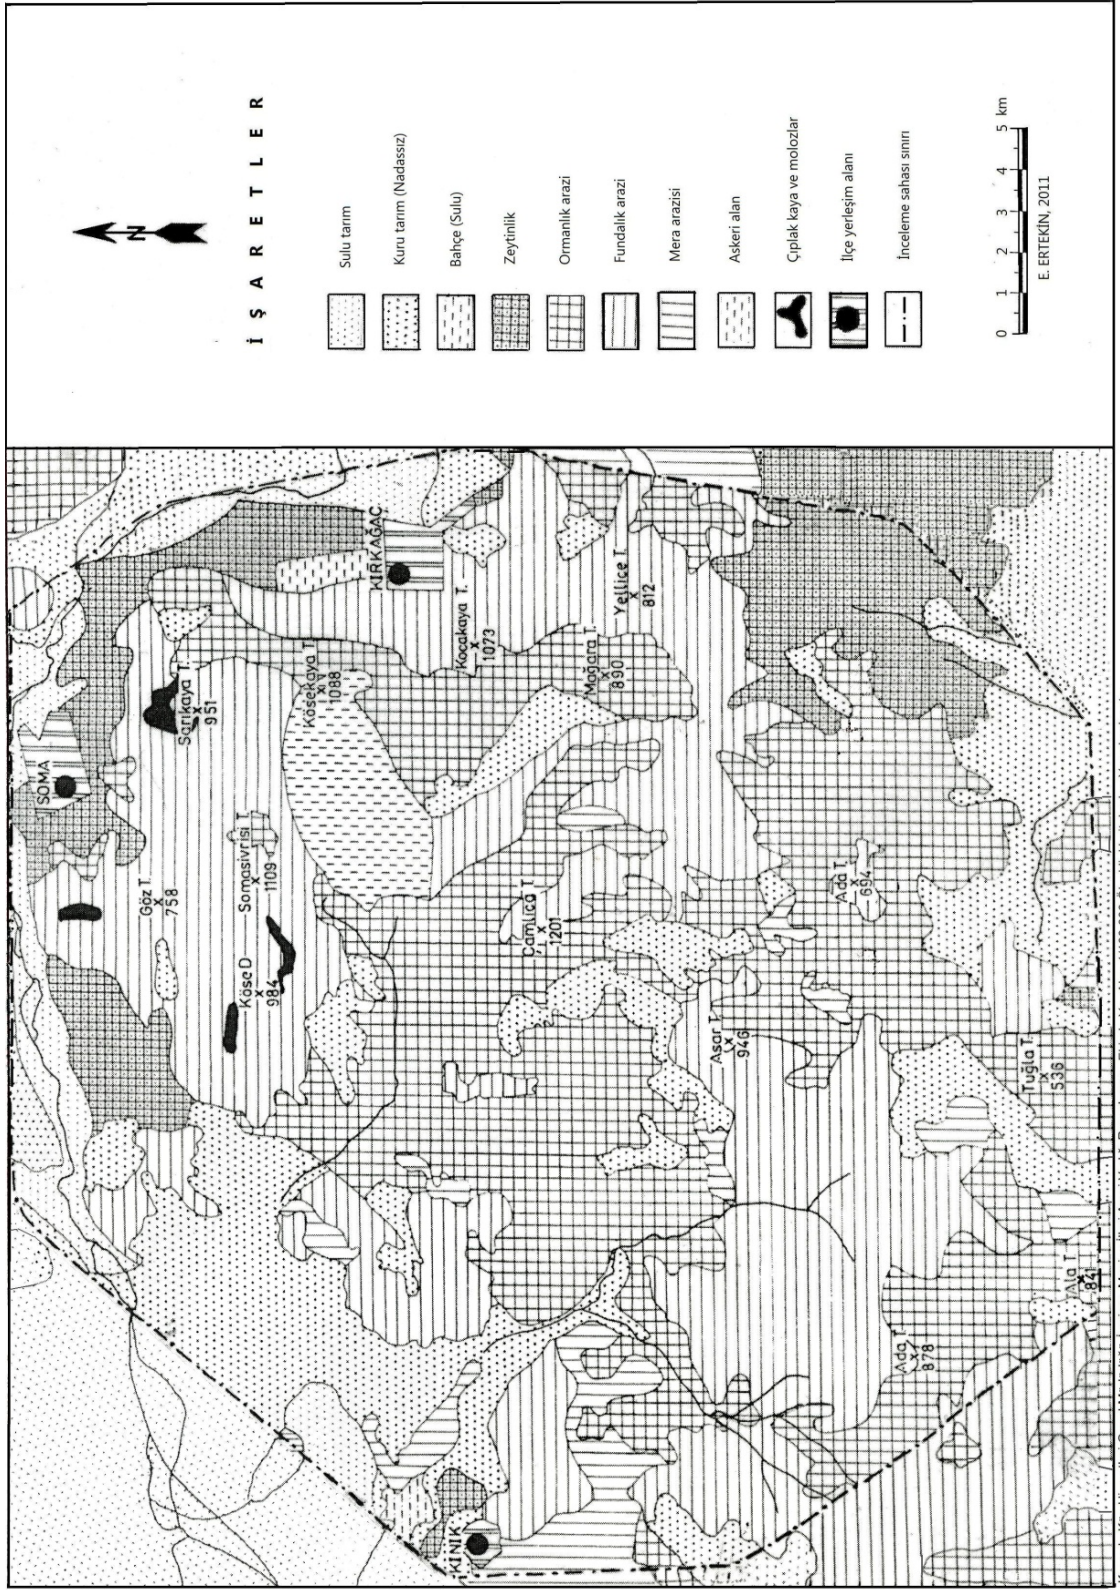 SOMA
Göz T.
758
Sarıkaya T.
951
Somasivrisi T.
1109
Köse D
984
Kösekaya T.
1088
KIRKAĞAÇ
Kocakaya T.
1073
Çamlıca T.
1201
KINIK
Mağara T.
890
Yellice T.
812
Asar T.
946
Ada T.
694
Ada T.
878
Tuğla T.
536
Ala T.
841
N
İŞARETLER
Sulu tarım
Kuru tarım (Nadassız)
Bahçe (Sulu)
Zeytinlik
Ormanlık arazi
Fundalık arazi
Mera arazisi
Askeri alan
Çıplak kaya ve molozlar
İlçe yerleşim alanı
İnceleme sahası sınırı
0 1 2 3 4 5 km
E. ERTEKİN, 2011